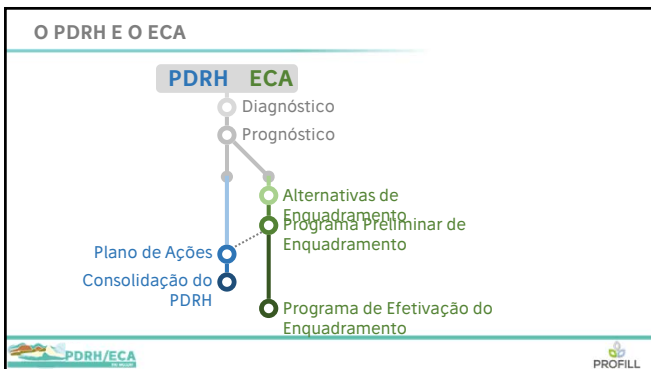 O PDRH E O ECA
PDRH ECA
Diagnóstico
Prognóstico
Alternativas de
Enquadramento
Programa Preliminar de
Enquadramento
Plano de Ações
Consolidação do
PDRH
Programa de Efetivação do
Enquadramento
PDRH/ECA
PROFILL